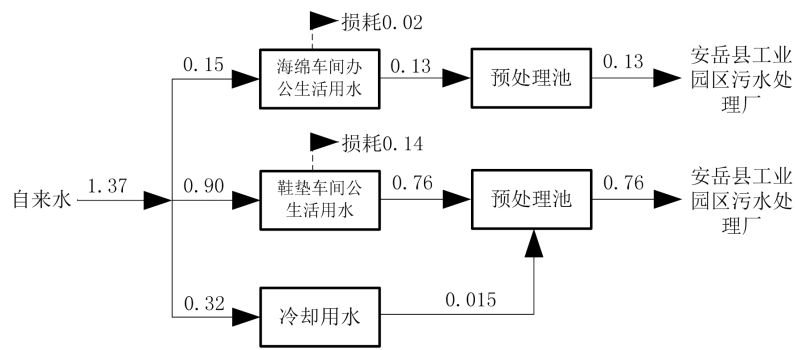 损耗0.02
0.15
海绵车间办
公生活用水
0.13
预处理池
0.13
安岳县工业
园区污水处
理厂
损耗0.14
自来水
1.37
0.90
鞋垫车间公
生活用水
0.76
预处理池
0.76
安岳县工业
园区污水处
理厂
0.32
冷却用水
0.015